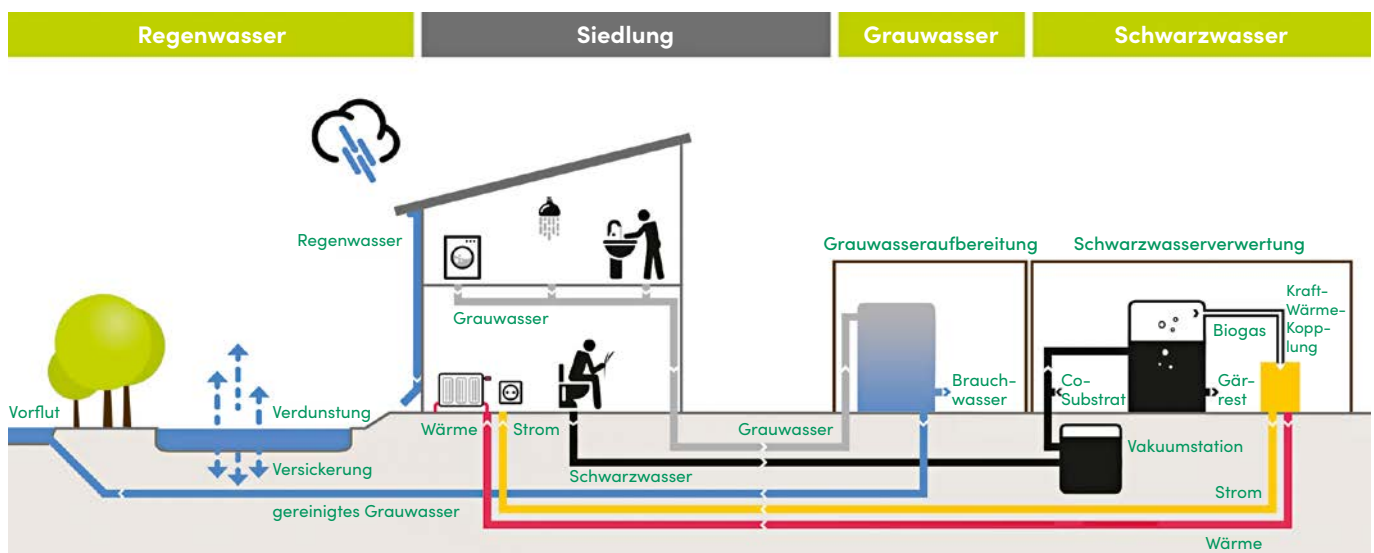 Regenwasser
Siedlung
Grauwasser
Schwarzwasser
Regenwasser
Grauwasseraufbereitung
Schwarzwasserverwertung
Grauwasser
Kraft-
Wärme-
Kopp-
lung
Biogas
Brauch-
wasser
Co-
Substrat
Gär-
rest
Vorflut
Verdunstung
Wärme
Strom
Grauwasser
Vakuumstation
Versickerung
Schwarzwasser
Strom
gereinigtes Grauwasser
Wärme